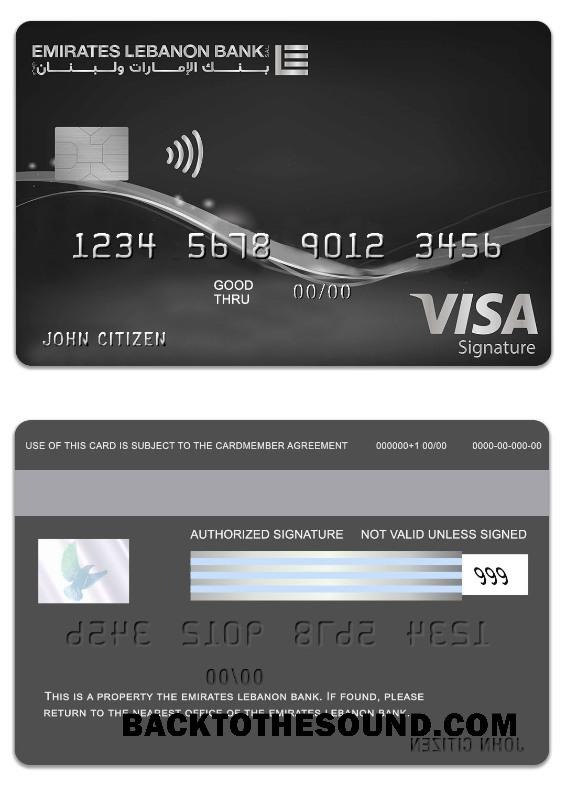 EMIRATES LEBANON BANK SAL
بنك الإمارات ولبنان
1234 5678 9012 3456
GOOD THRU 00/00
VISA
Signature
JOHN CITIZEN
USE OF THIS CARD IS SUBJECT TO THE CARDMEMBER AGREEMENT 000000+1 00/00 0000-00-000-00
AUTHORIZED SIGNATURE NOT VALID UNLESS SIGNED
999
1234 5678 9012 3456
00/00
THIS IS A PROPERTY THE EMIRATES LEBANON BANK. IF FOUND, PLEASE
RETURN TO THE NEAREST OFFICE OF THE EMIRATES LEBANON BANK.
BACKTOTHESOUND.COM
JOHN CITIZEN